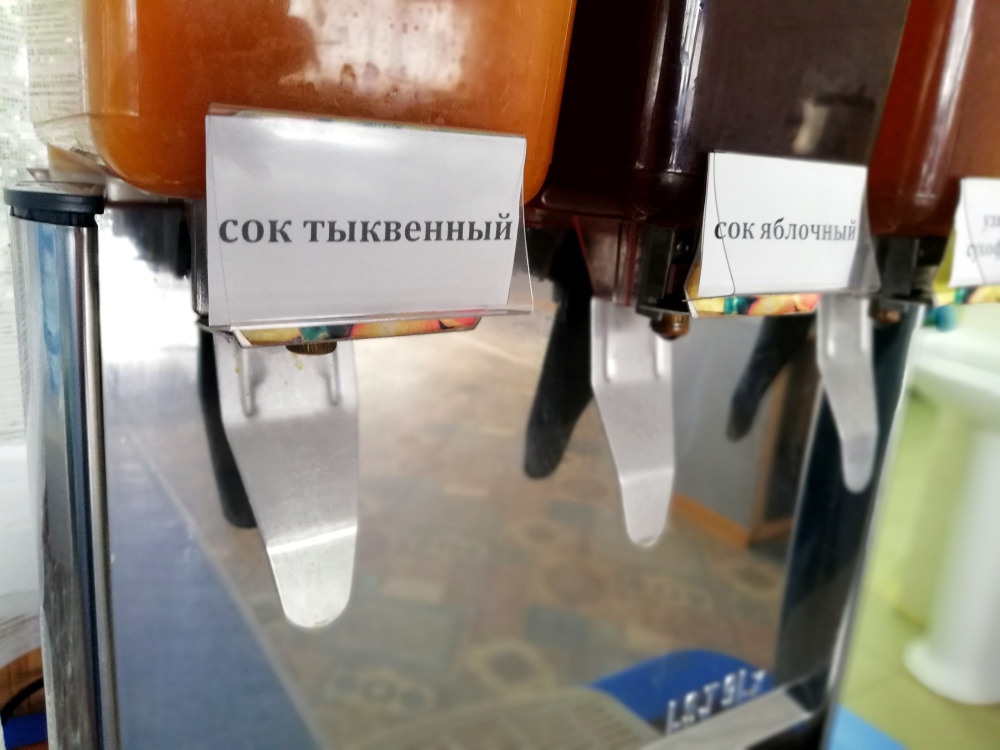 сок тыквенный
сок яблочный